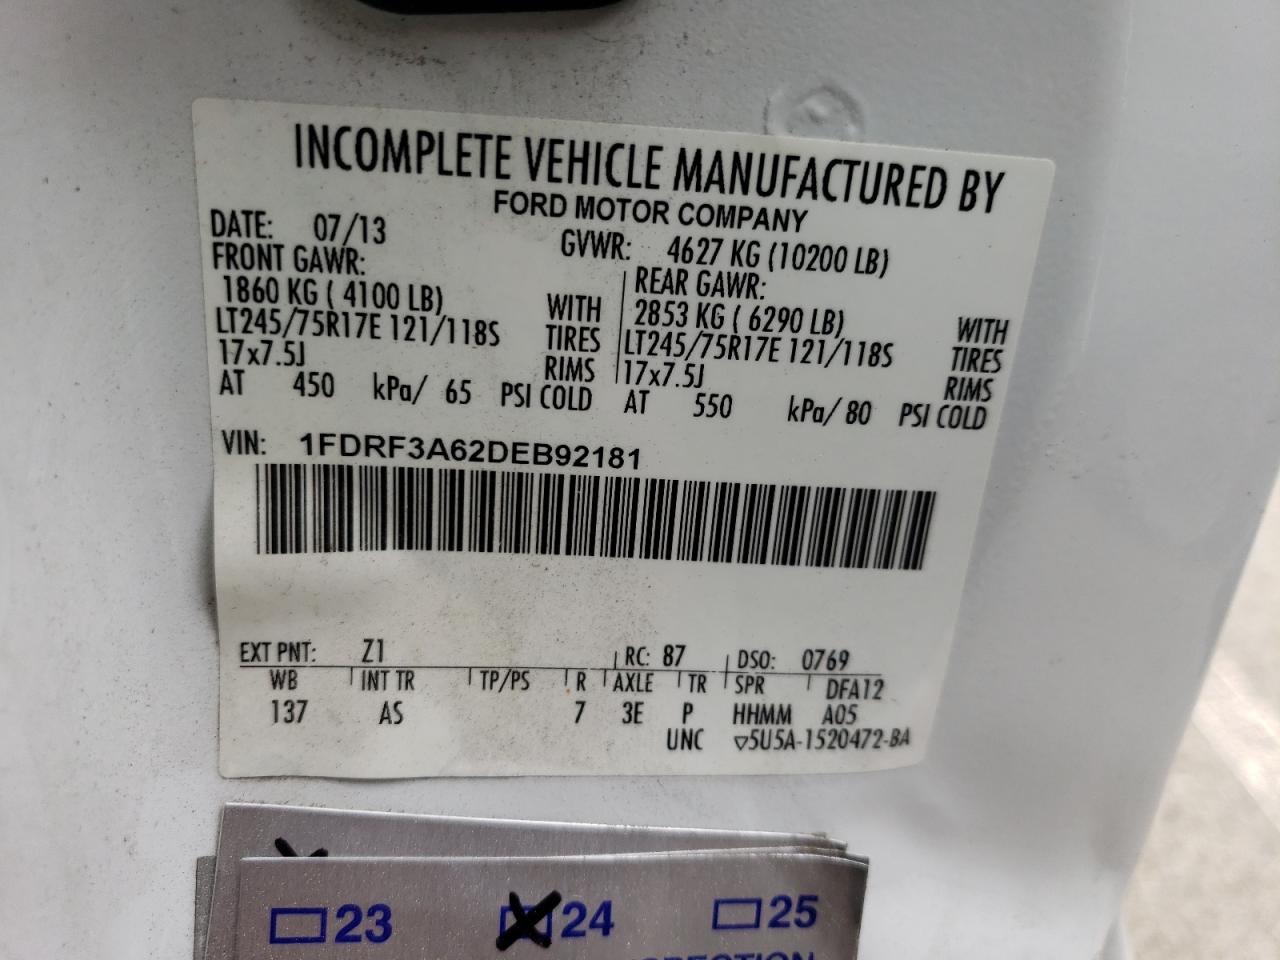 INCOMPLETE VEHICLE MANUFACTURED BY
FORD MOTOR COMPANY
DATE: 07/13 GVWR: 4627 KG (10200 LB)
FRONT GAWR: REAR GAWR:
1860 KG ( 4100 LB) WITH 2853 KG ( 6290 LB) WITH
LT245/75R17E 121/118S TIRES LT245/75R17E 121/118S TIRES
17x7.5J RIMS 17x7.5J RIMS
AT 450 kPa/ 65 PSI COLD AT 550 kPa/ 80 PSI COLD
VIN: 1FDRF3A62DEB92181
EXT PNT: Z1 RC: 87 DSO: 0769
WB INT TR TP/PS R AXLE TR SPR DFA12
137 AS 7 3E P HHMM A05
UNC ▽5U5A-1520472-BA
23 24 25